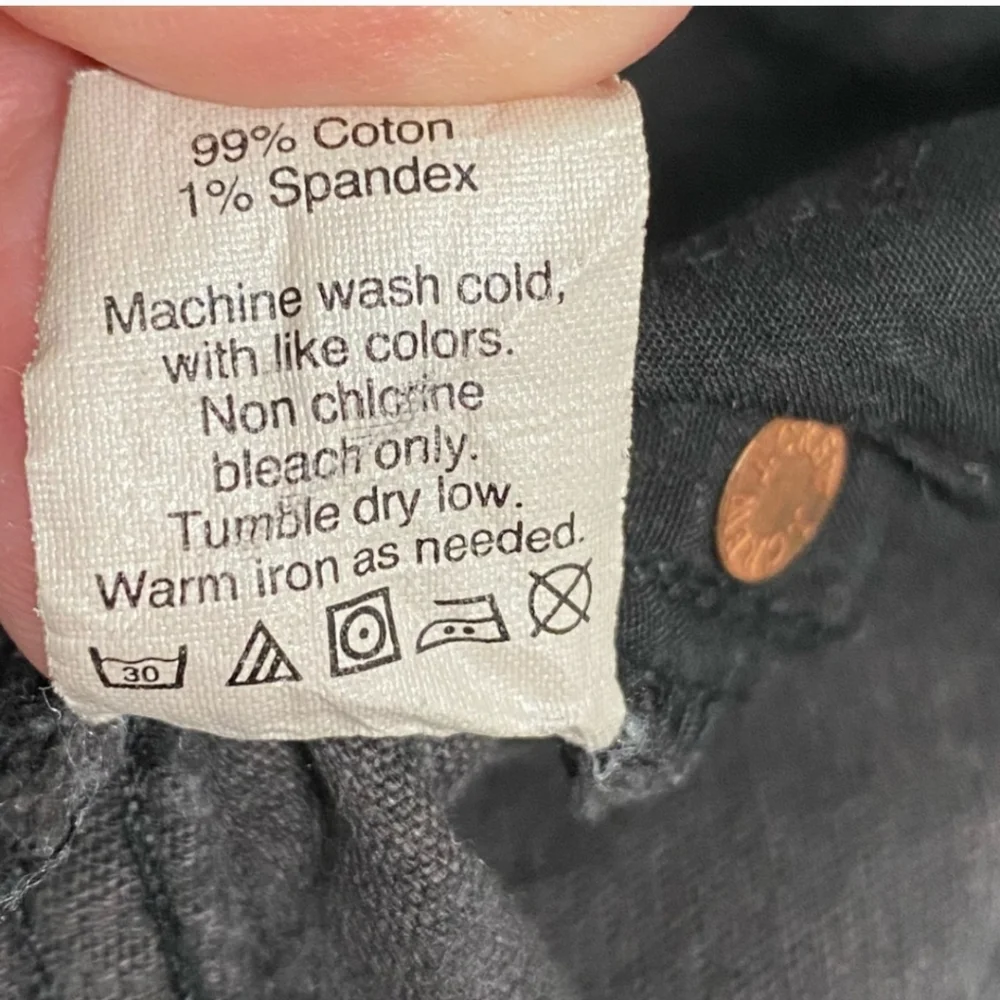 99% Coton
1% Spandex
Machine wash cold,
with like colors.
Non chlorine
bleach only.
Tumble dry low.
Warm iron as needed.
30